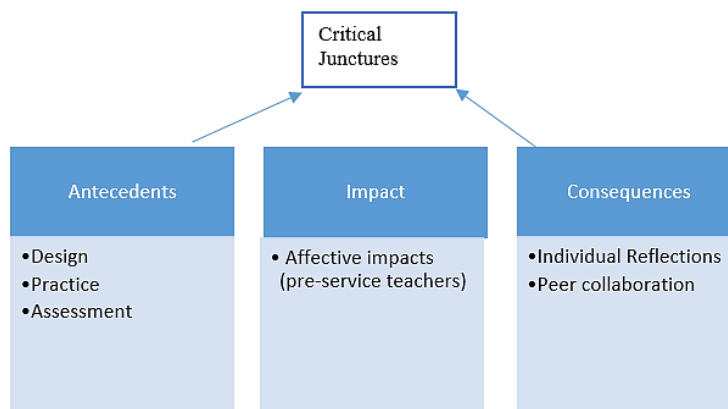 Critical
Junctures
Antecedents
•Design
•Practice
•Assessment
Impact
• Affective impacts
(pre-service teachers)
Consequences
•Individual Reflections
•Peer collaboration